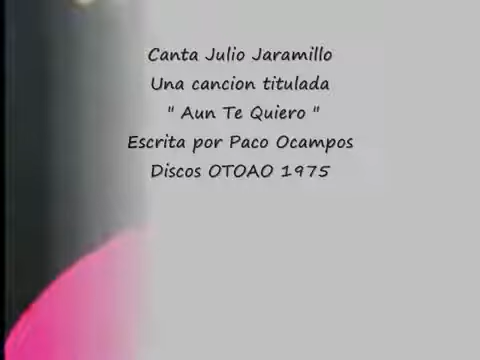 Canta Julio Jaramillo
Una cancion titulada
" Aun Te Quiero "
Escrita por Paco Ocampos
Discos OTOAO 1975